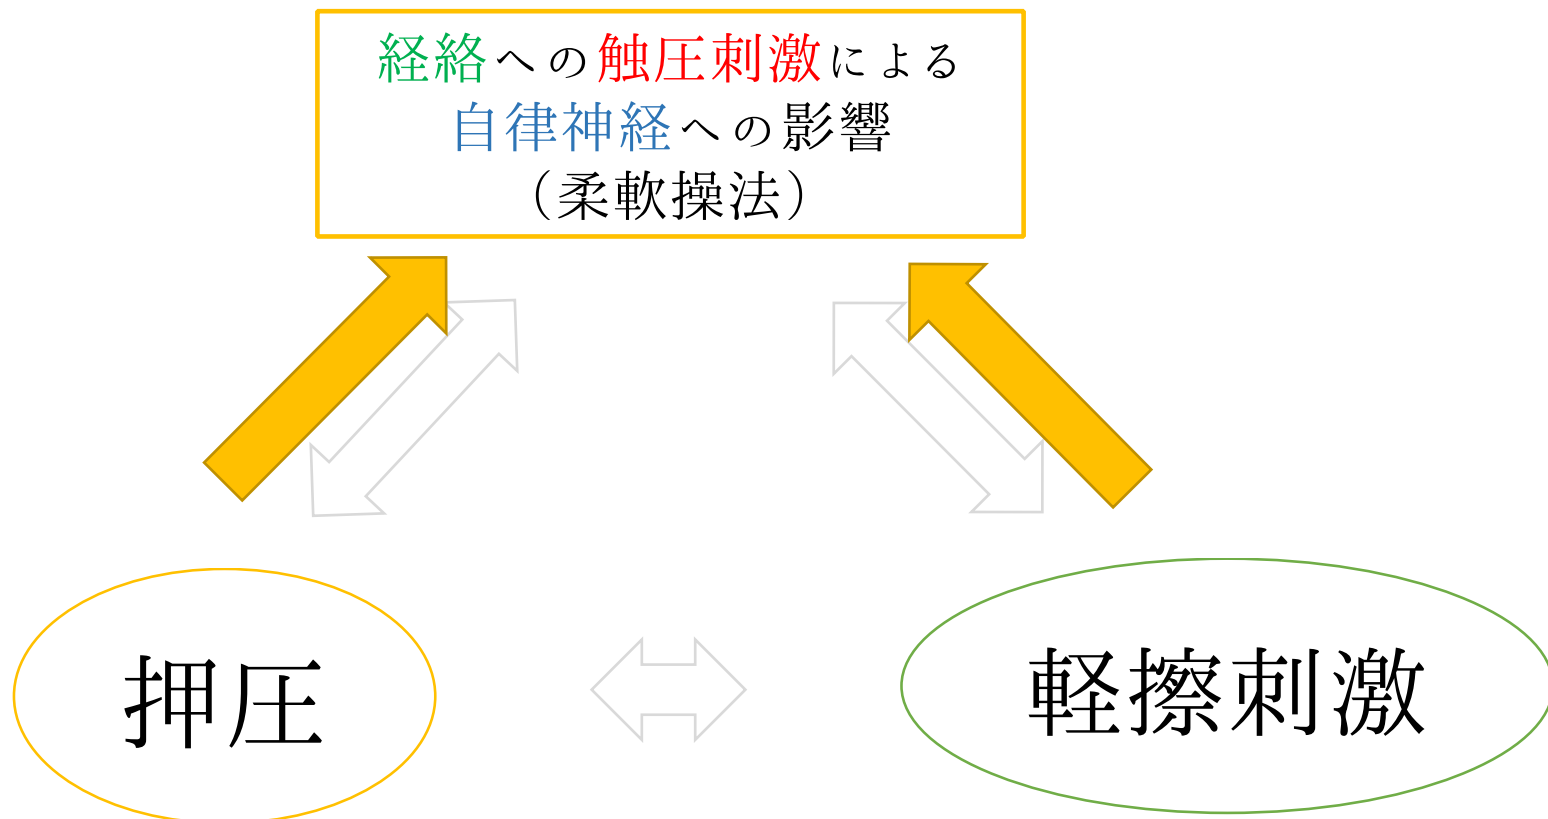 経絡への触圧刺激による
自律神経への影響
（柔軟操法）
押圧
軽擦刺激